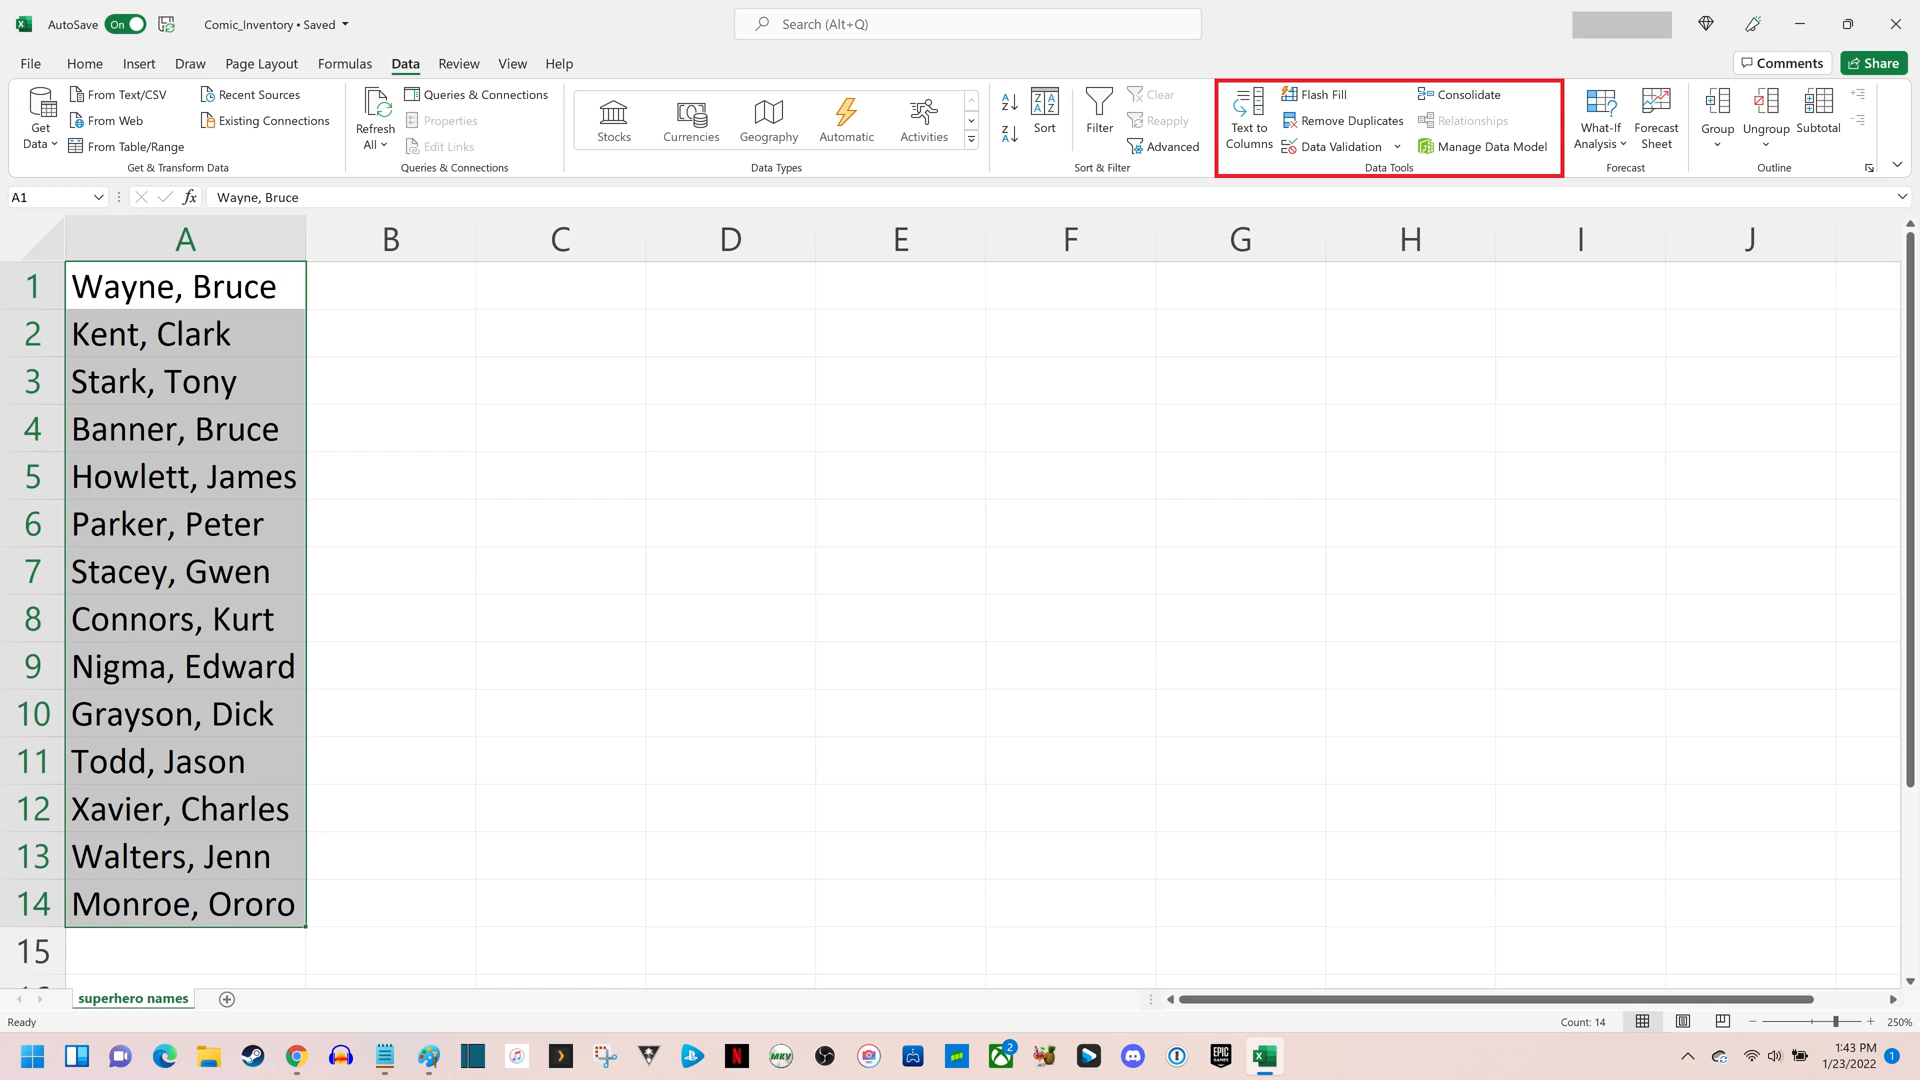 AutoSave On Comic_Inventory • Saved Search (Alt+Q)
File Home Insert Draw Page Layout Formulas Data Review View Help Comments Share
Get Data
From Text/CSV
From Web
From Table/Range
Recent Sources
Existing Connections
Get & Transform Data
Refresh All
Queries & Connections
Properties
Edit Links
Queries & Connections
Stocks Currencies Geography Automatic Activities
Data Types
Sort
Filter
Clear
Reapply
Advanced
Sort & Filter
Text to Columns
Flash Fill
Remove Duplicates
Data Validation
Consolidate
Relationships
Manage Data Model
Data Tools
What-If Analysis
Forecast Sheet
Forecast
Group Ungroup Subtotal
Outline
A1 fx Wayne, Bruce
A B C D E F G H I J
1 Wayne, Bruce
2 Kent, Clark
3 Stark, Tony
4 Banner, Bruce
5 Howlett, James
6 Parker, Peter
7 Stacey, Gwen
8 Connors, Kurt
9 Nigma, Edward
10 Grayson, Dick
11 Todd, Jason
12 Xavier, Charles
13 Walters, Jenn
14 Monroe, Ororo
15
superhero names
Ready Count: 14 250%
MKV 2 EPIC GAMES 1:43 PM
1/23/2022 1